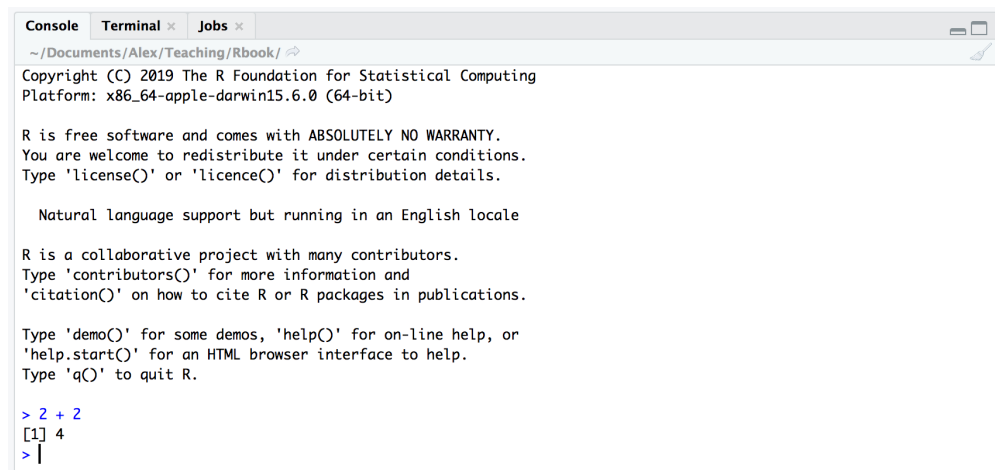 Console Terminal × Jobs ×
~/Documents/Alex/Teaching/Rbook/
Copyright (C) 2019 The R Foundation for Statistical Computing
Platform: x86_64-apple-darwin15.6.0 (64-bit)
R is free software and comes with ABSOLUTELY NO WARRANTY.
You are welcome to redistribute it under certain conditions.
Type 'license()' or 'licence()' for distribution details.
Natural language support but running in an English locale
R is a collaborative project with many contributors.
Type 'contributors()' for more information and
'citation()' on how to cite R or R packages in publications.
Type 'demo()' for some demos, 'help()' for on-line help, or
'help.start()' for an HTML browser interface to help.
Type 'q()' to quit R.
> 2 + 2
[1] 4
>